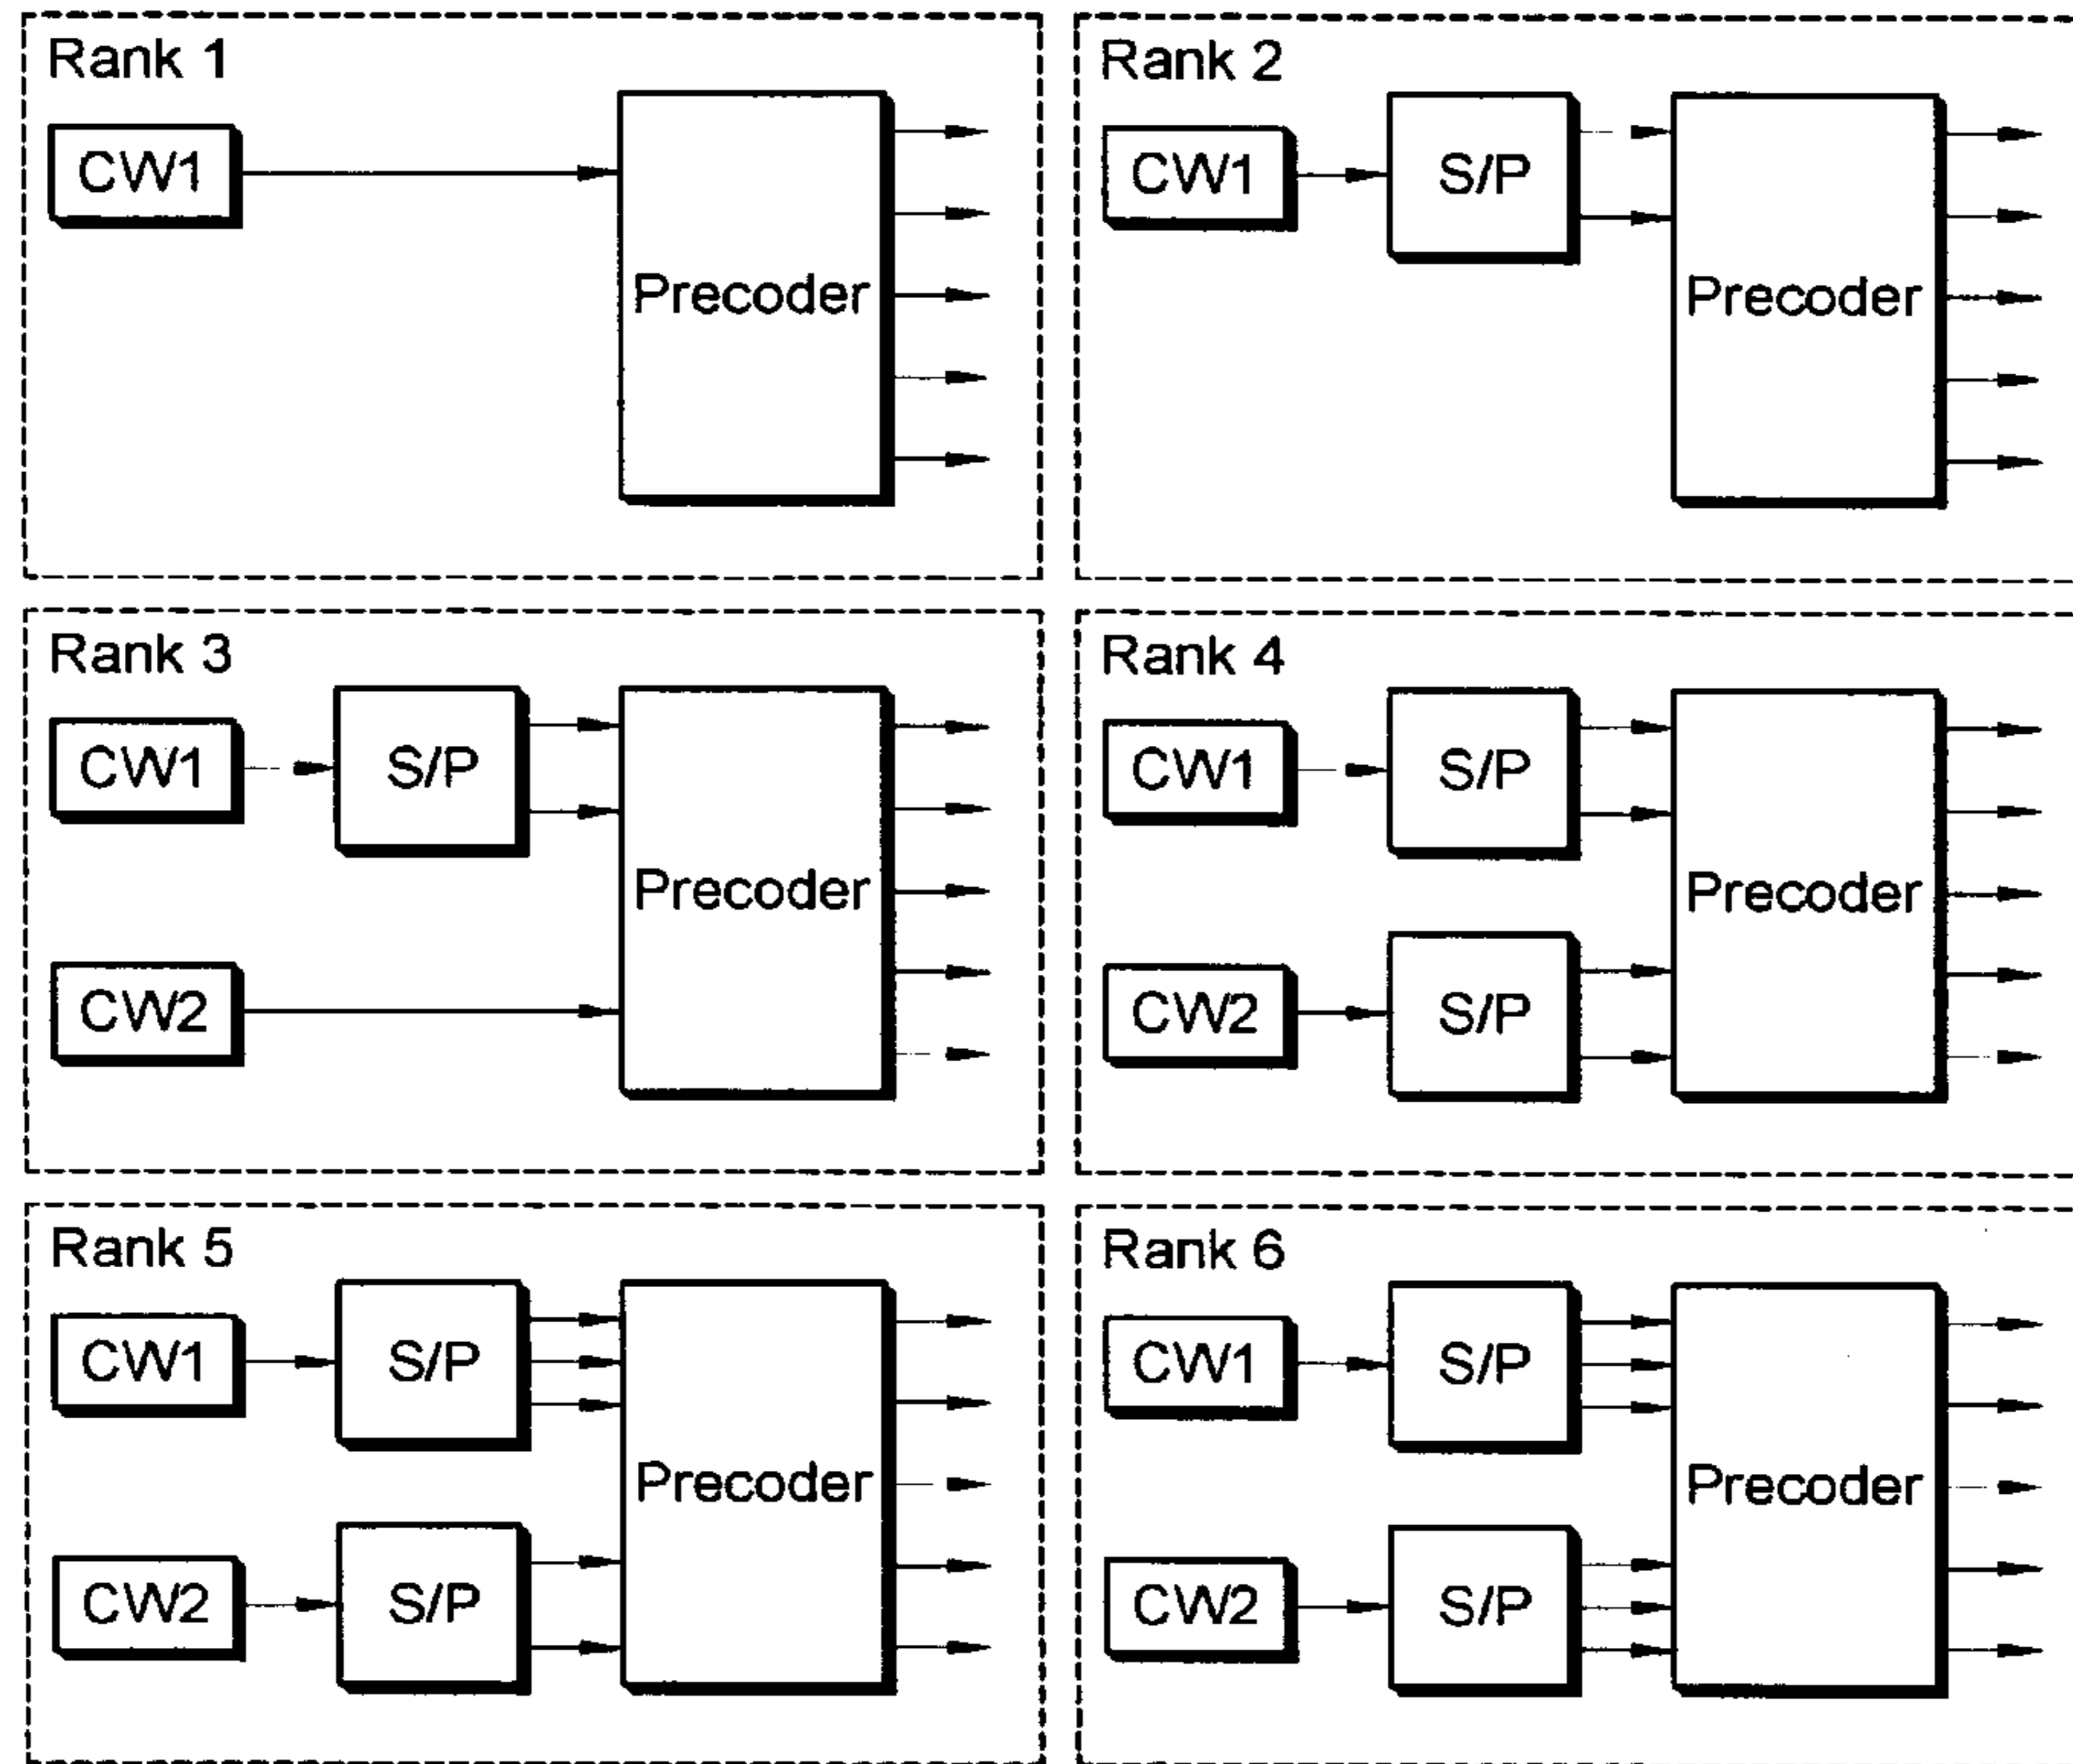 Rank 1
CW1
Precoder
Rank 2
CW1
S/P
Precoder
Rank 3
CW1
S/P
Precoder
CW2
Rank 4
CW1
S/P
Precoder
CW2
S/P
Rank 5
CW1
S/P
Precoder
CW2
S/P
Rank 6
CW1
S/P
Precoder
CW2
S/P